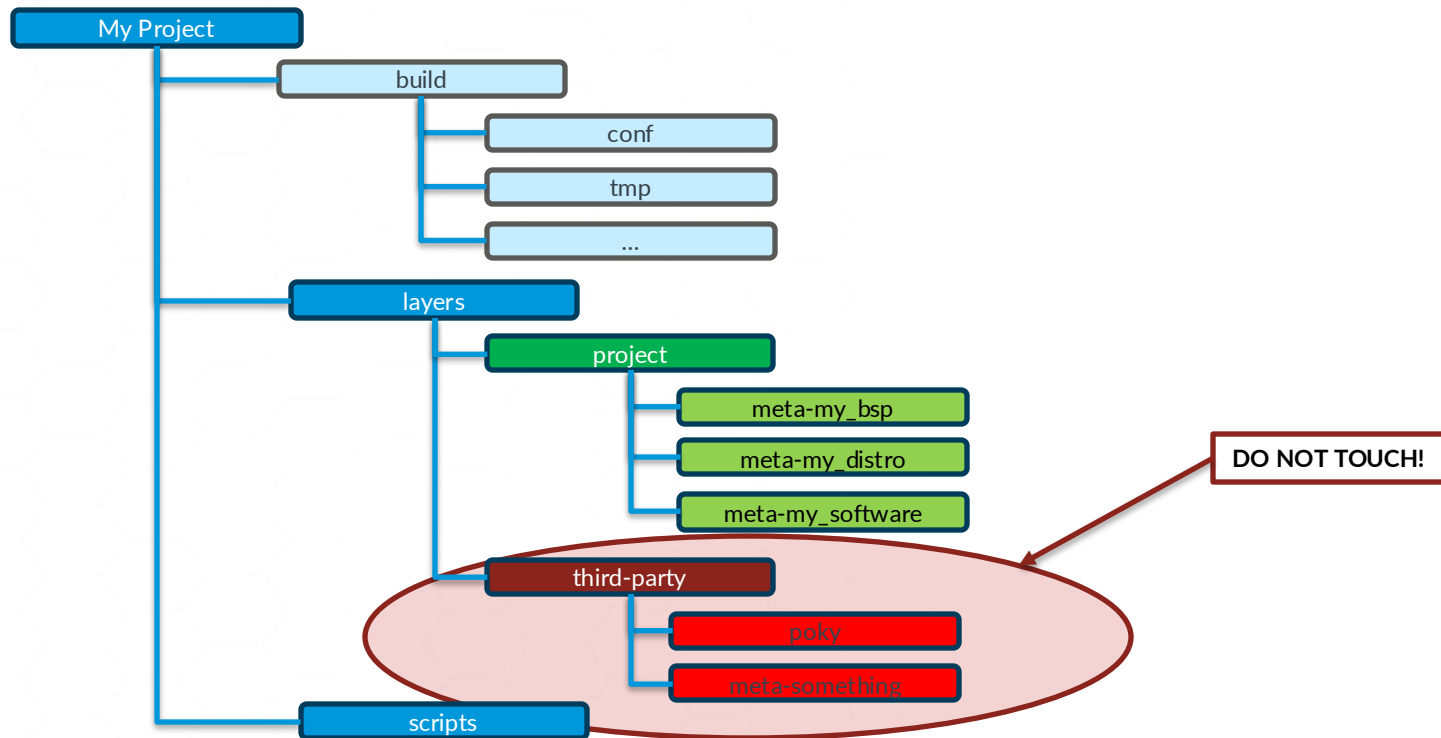 My Project
build
conf
tmp
...
layers
project
meta-my_bsp
meta-my_distro
DO NOT TOUCH!
meta-my_software
third-party
poky
meta-something
scripts